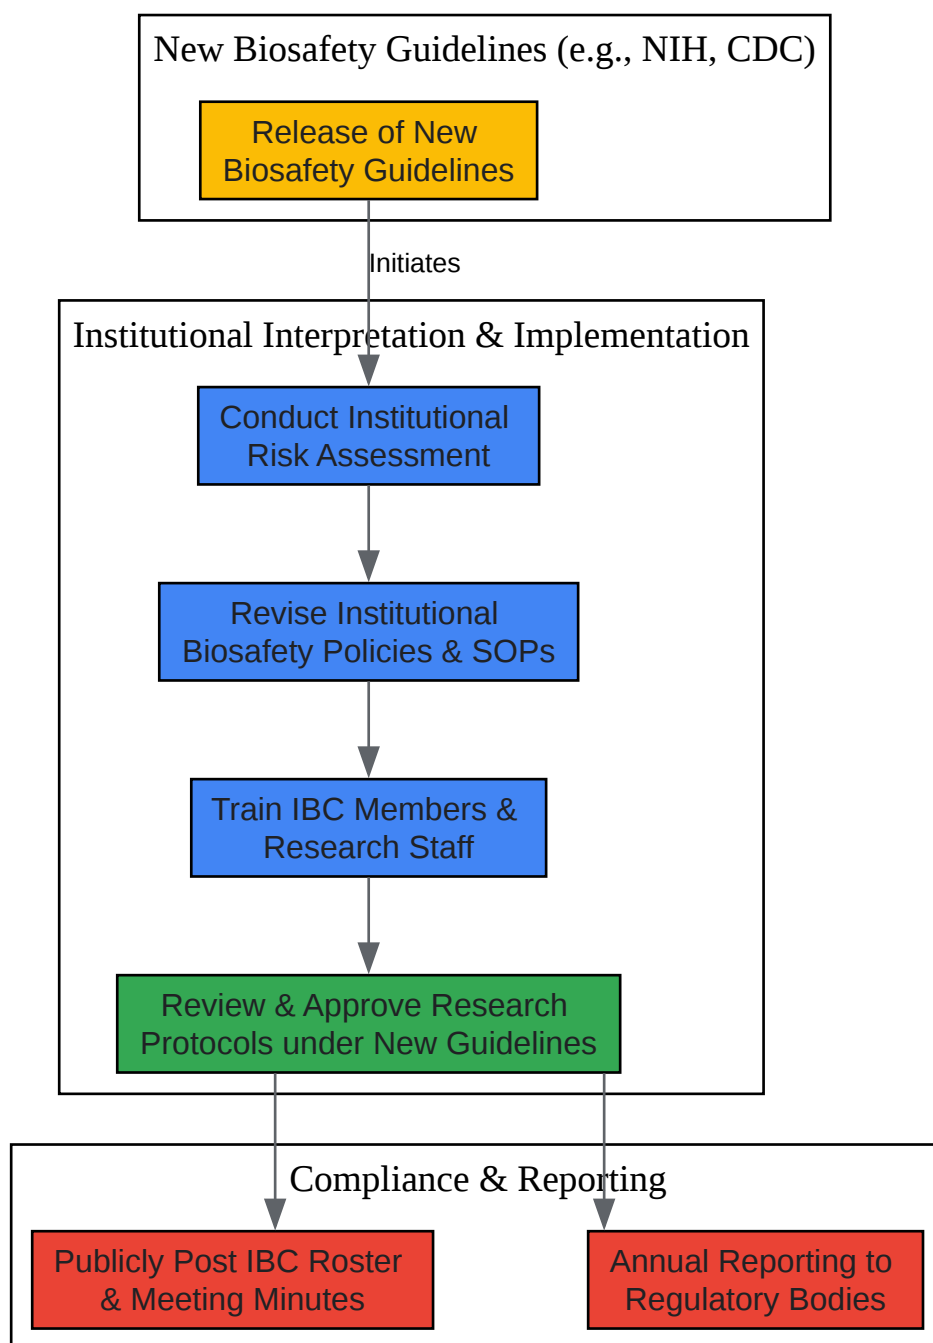 New Biosafety Guidelines (e.g., NIH, CDC)
Release of New
Biosafety Guidelines
Initiates
Institutional Interpretation & Implementation
Conduct Institutional
Risk Assessment
Revise Institutional
Biosafety Policies & SOPs
Train IBC Members &
Research Staff
Review & Approve Research
Protocols under New Guidelines
Compliance & Reporting
Publicly Post IBC Roster
& Meeting Minutes
Annual Reporting to
Regulatory Bodies